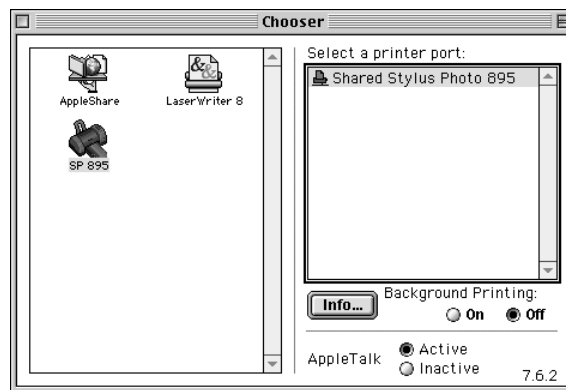 Chooser
AppleShare
LaserWriter 8
SP 895
Select a printer port:
Shared Stylus Photo 895
Info...
Background Printing:
On Off
AppleTalk
Active
Inactive
7.6.2